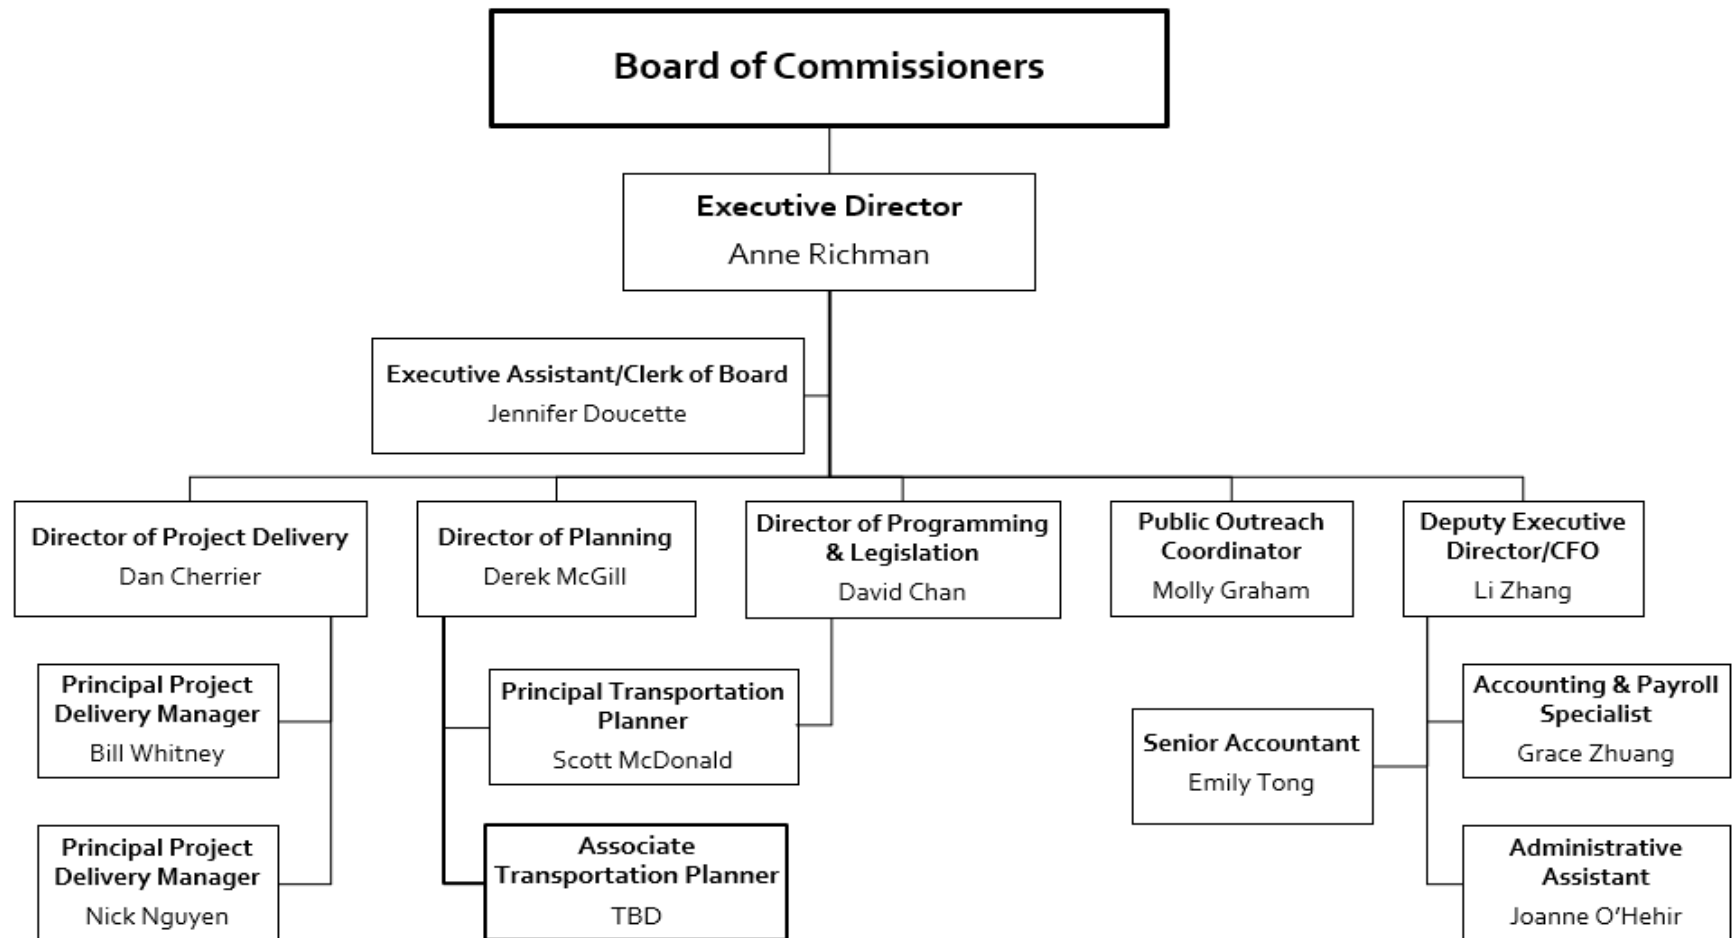 Board of Commissioners
Executive Director
Anne Richman
Executive Assistant/Clerk of Board
Jennifer Doucette
Director of Project Delivery
Dan Cherrier
Director of Planning
Derek McGill
Director of Programming
& Legislation
David Chan
Public Outreach
Coordinator
Molly Graham
Deputy Executive
Director/CFO
Li Zhang
Principal Project
Delivery Manager
Bill Whitney
Principal Transportation
Planner
Scott McDonald
Senior Accountant
Emily Tong
Accounting & Payroll
Specialist
Grace Zhuang
Principal Project
Delivery Manager
Nick Nguyen
Associate
Transportation Planner
TBD
Administrative
Assistant
Joanne O’Hehir